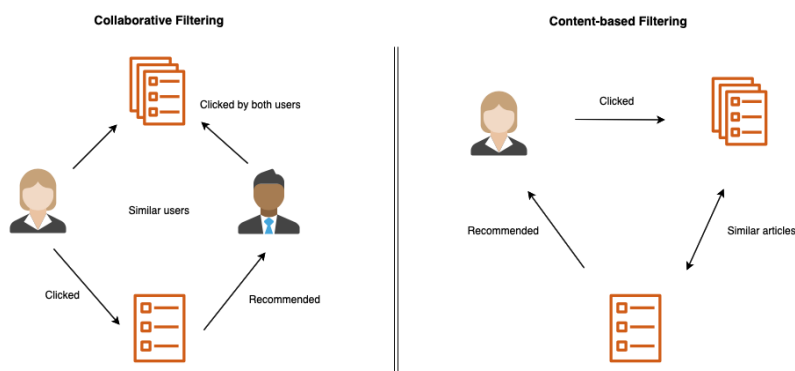 Collaborative Filtering
Clicked by both users
Similar users
Clicked
Recommended
Content-based Filtering
Clicked
Recommended
Similar articles